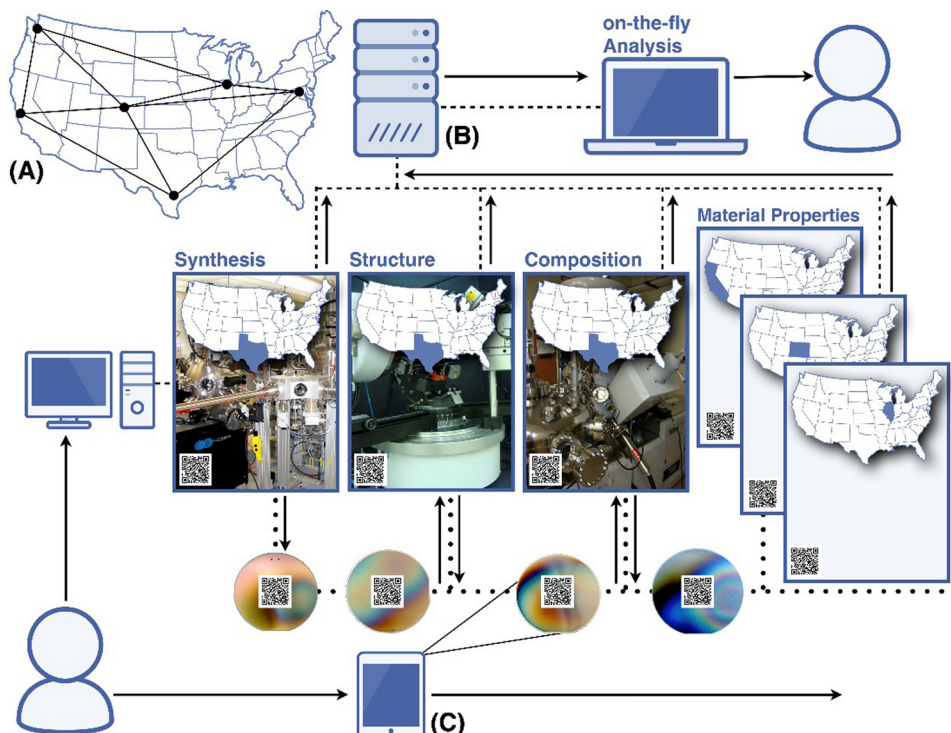 on-the-fly
Analysis
(A)
(B)
Material Properties
Synthesis
Structure
Composition
(C)